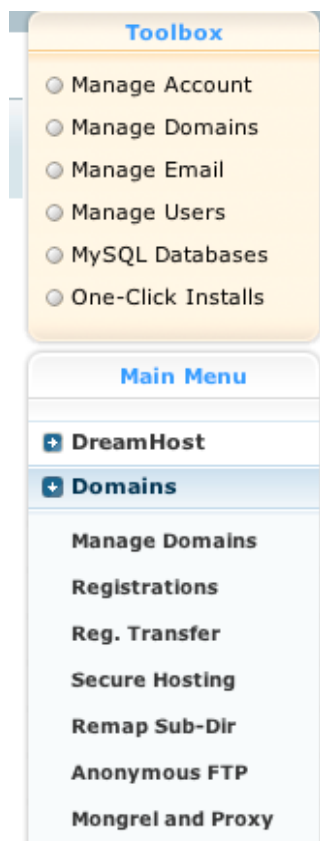 Toolbox
Manage Account
Manage Domains
Manage Email
Manage Users
MySQL Databases
One-Click Installs
Main Menu
DreamHost
Domains
Manage Domains
Registrations
Reg. Transfer
Secure Hosting
Remap Sub-Dir
Anonymous FTP
Mongrel and Proxy